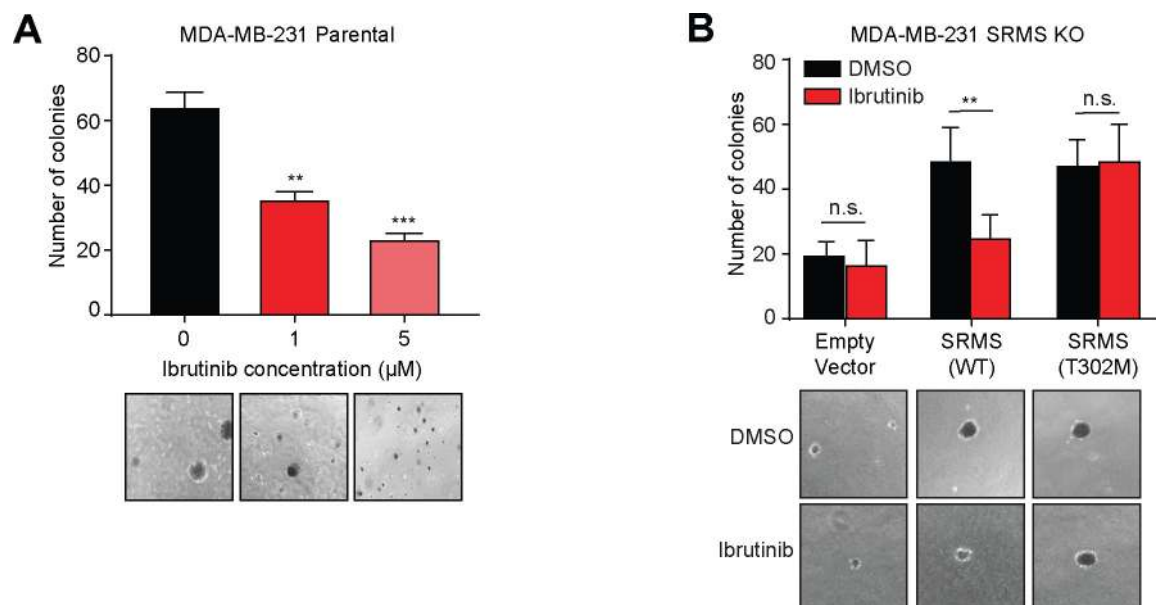 A
MDA-MB-231 Parental
Number of colonies
80
60
40
20
0
**
***
0 1 5
Ibrutinib concentration (µM)
B
MDA-MB-231 SRMS KO
DMSO
Ibrutinib
Number of colonies
80
60
40
20
0
n.s.
**
n.s.
Empty Vector
SRMS (WT)
SRMS (T302M)
DMSO
Ibrutinib